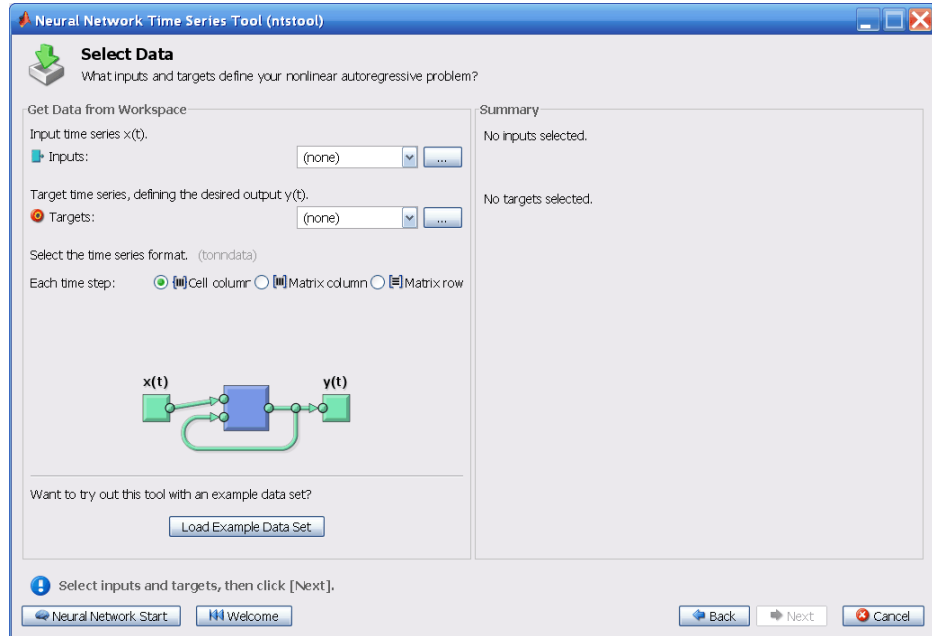 Neural Network Time Series Tool (ntstool)
Select Data
What inputs and targets define your nonlinear autoregressive problem?
Get Data from Workspace
Input time series x(t).
Inputs:
(none)
...
Target time series, defining the desired output y(t).
Targets:
(none)
...
Select the time series format. (tonndata)
Each time step:
Cell column
Matrix column
Matrix row
x(t)
y(t)
Want to try out this tool with an example data set?
Load Example Data Set
Summary
No inputs selected.
No targets selected.
Select inputs and targets, then click [Next].
Neural Network Start
Welcome
Back
Next
Cancel